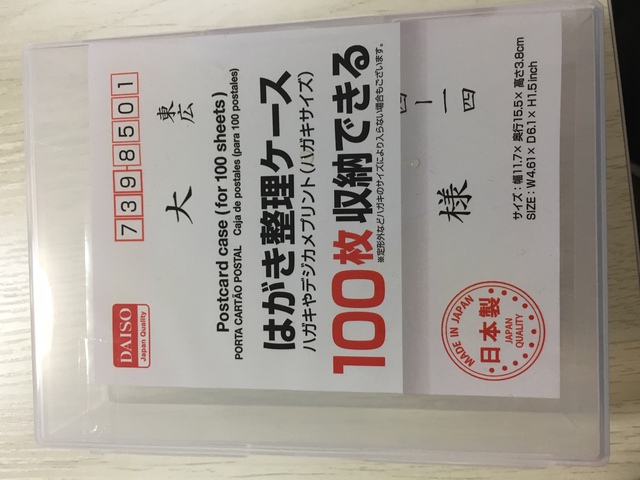 7398501
東広
大
四一一四
様
DAISO
Japan Quality
Postcard case (for 100 sheets)
PORTA CARTÃO POSTAL Caja de postales (para 100 postales)
はがき整理ケース
ハガキやデジカメプリント(ハガキサイズ)
100枚収納できる
※定形外などハガキのサイズにより入らない場合もございます。
MADE IN JAPAN
日本製
JAPAN QUALITY
サイズ:幅11.7×奥行15.5×高さ3.8cm
SIZE:W4.61×D6.1×H1.5inch